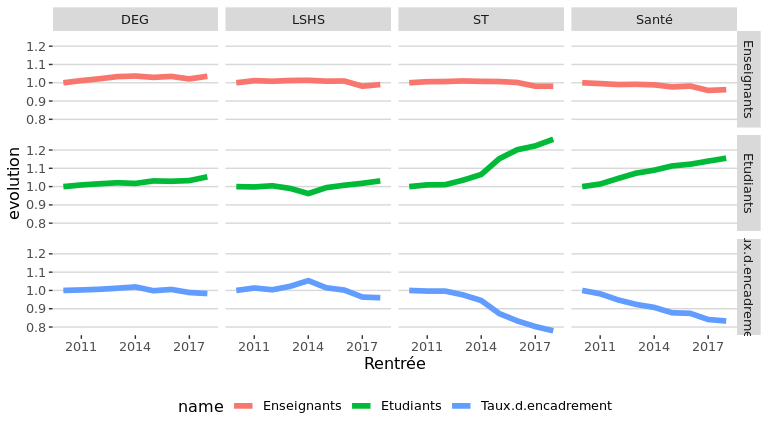 DEG LSHS ST Santé
1.2
1.1
1.0
0.9
0.8
Enseignants
1.2
1.1
1.0
0.9
0.8
Etudiants
1.2
1.1
1.0
0.9
0.8
ux.d.encadreme
evolution
2011 2014 2017 2011 2014 2017 2011 2014 2017 2011 2014 2017
Rentrée
name Enseignants Etudiants Taux.d.encadrement